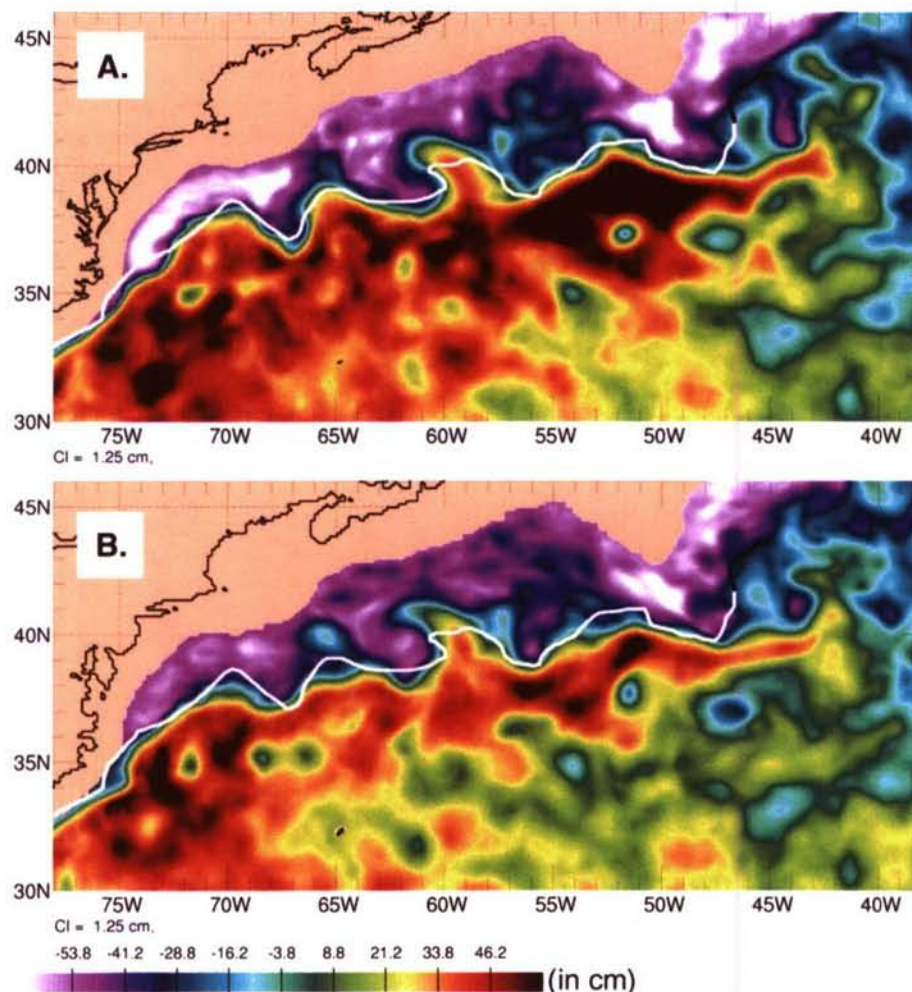 45N
A.
40N
35N
30N
75W 70W 65W 60W 55W 50W 45W 40W
CI = 1.25 cm,
45N
B.
40N
35N
30N
75W 70W 65W 60W 55W 50W 45W 40W
CI = 1.25 cm,
-53.8 -41.2 -28.8 -16.2 -3.8 8.8 21.2 33.8 46.2
(in cm)